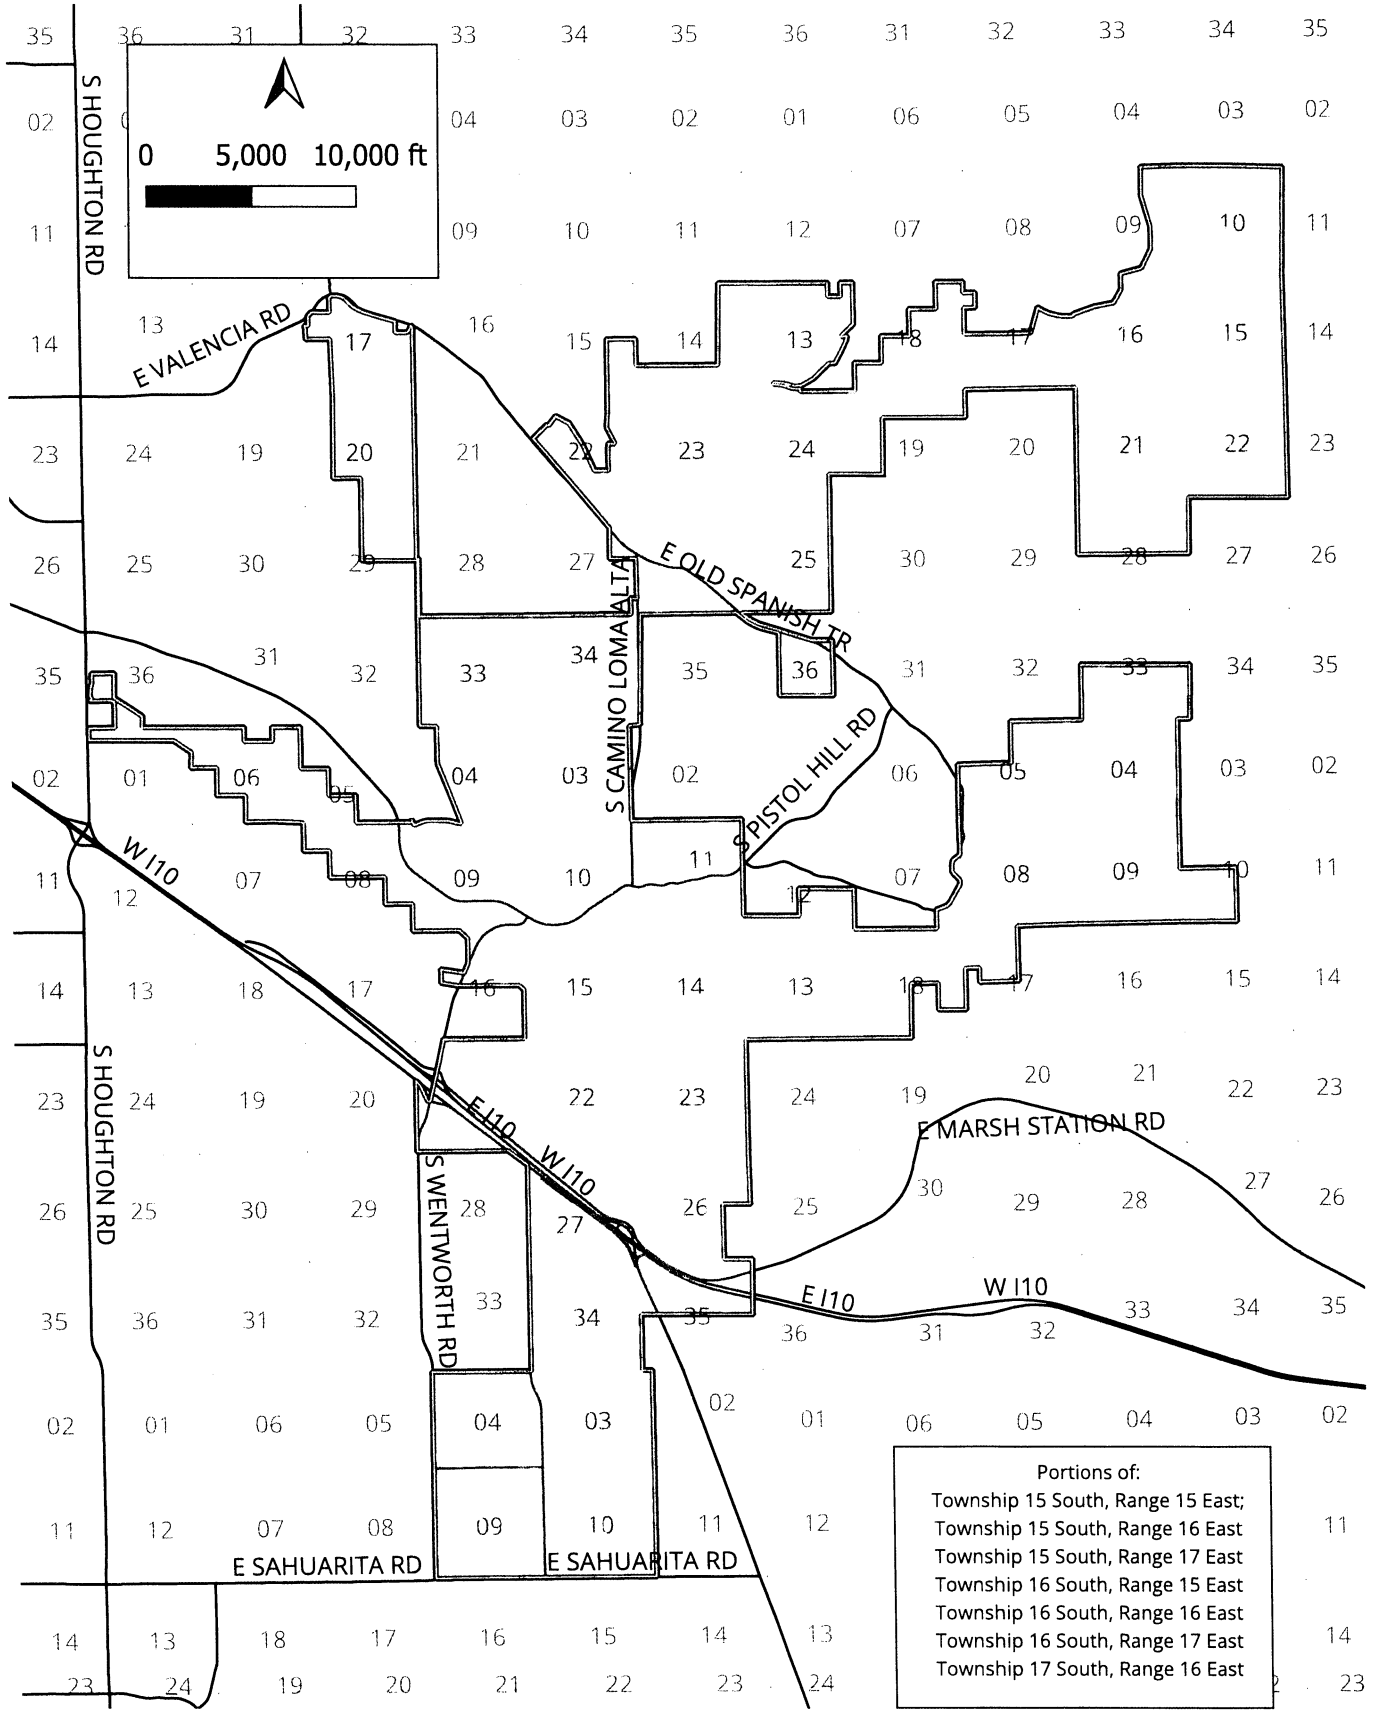 35 36 31 32 33 34 35 36 31 32 33 34 35
02 04 03 02 01 06 05 04 03 02
0 5,000 10,000 ft
S HOUGHTON RD
11 09 10 11 12 07 08 09 10 11
E VALENCIA RD
14 13 17 16 15 14 13 18 17 16 15 14
23 24 19 20 21 22 23 24 19 20 21 22 23
26 25 30 29 28 27 25 30 29 28 27 26
E OLD SPANISH TR
S CAMINO LOMA ALTA
35 36 31 32 33 34 35 36 31 32 33 34 35
S PISTOL HILL RD
02 01 06 05 04 03 02 06 05 04 03 02
W I10
11 12 07 08 09 10 11 12 07 08 09 10 11
14 13 18 17 16 15 14 13 18 17 16 15 14
S HOUGHTON RD
23 24 19 20 22 23 24 19 20 21 22 23
E I10
W I10
E MARSH STATION RD
S WENTWORTH RD
26 25 30 29 28 27 26 25 30 29 28 27 26
E I10
W I10
35 36 31 32 33 34 35 36 31 32 33 34 35
02 01 06 05 04 03 02 01 06 05 04 03 02
11 12 07 08 09 10 11 12 11
E SAHUARITA RD
E SAHUARITA RD
14 13 18 17 16 15 14 13 14
23 24 19 20 21 22 23 24 23
Portions of:
Township 15 South, Range 15 East;
Township 15 South, Range 16 East
Township 15 South, Range 17 East
Township 16 South, Range 15 East
Township 16 South, Range 16 East
Township 16 South, Range 17 East
Township 17 South, Range 16 East